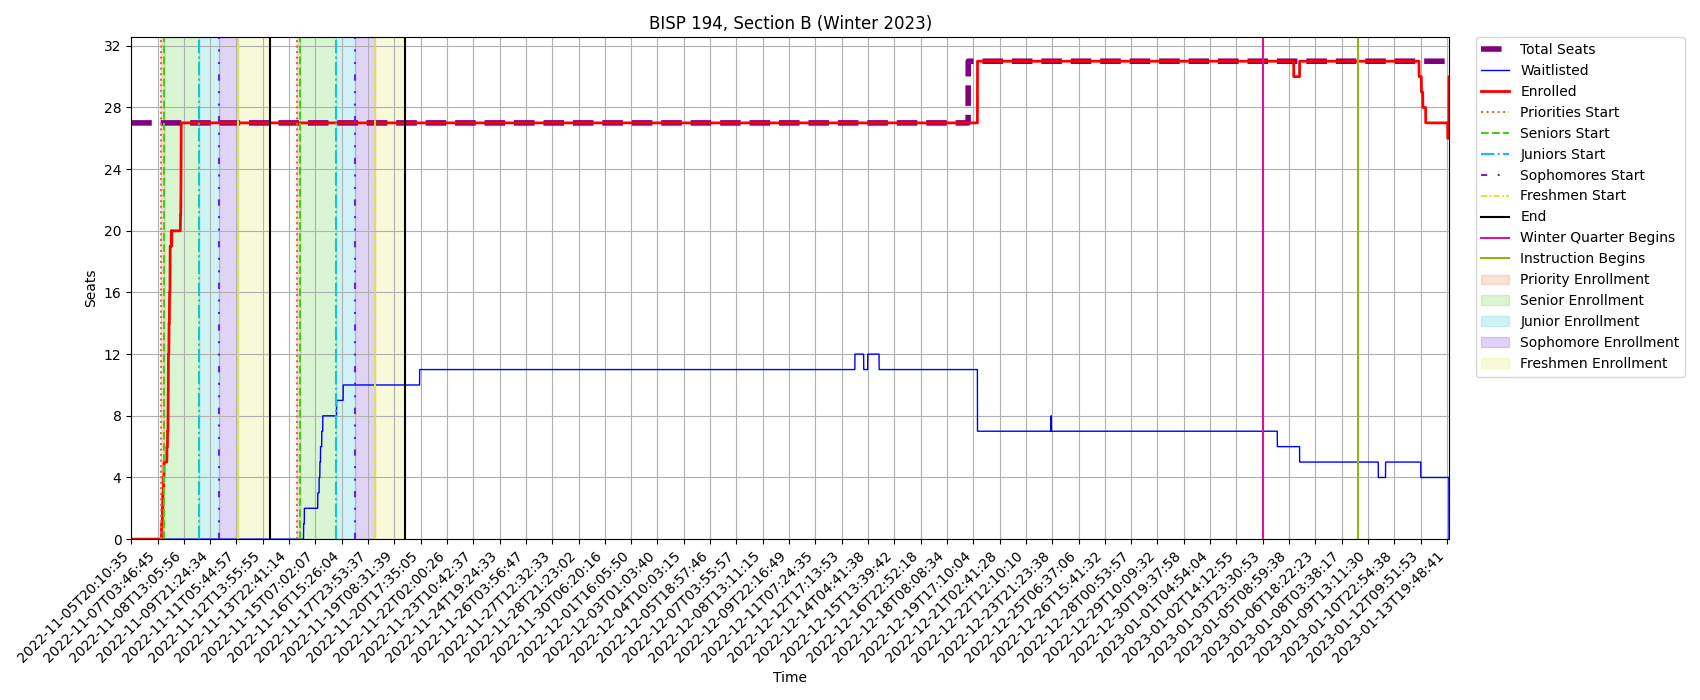 BISP 194, Section B (Winter 2023)
Seats
32
28
24
20
16
12
8
4
0
2022-11-05T20:10:35
2022-11-07T03:46:45
2022-11-08T13:05:56
2022-11-09T21:24:34
2022-11-11T05:44:57
2022-11-12T13:55:55
2022-11-13T22:41:14
2022-11-15T07:02:07
2022-11-16T15:26:04
2022-11-17T23:53:37
2022-11-19T08:31:39
2022-11-20T17:35:05
2022-11-22T02:00:26
2022-11-23T10:42:37
2022-11-24T19:24:33
2022-11-26T03:56:47
2022-11-27T12:32:33
2022-11-28T21:23:02
2022-11-30T06:20:16
2022-12-01T16:05:50
2022-12-03T01:03:40
2022-12-04T10:03:15
2022-12-05T18:57:46
2022-12-07T03:55:57
2022-12-08T13:11:15
2022-12-09T22:16:49
2022-12-11T07:24:35
2022-12-12T17:13:53
2022-12-14T04:41:38
2022-12-15T13:39:42
2022-12-16T22:52:18
2022-12-18T08:08:34
2022-12-19T17:10:04
2022-12-21T02:41:28
2022-12-22T12:10:10
2022-12-23T21:23:38
2022-12-25T06:37:06
2022-12-26T15:41:32
2022-12-28T00:53:57
2022-12-29T10:09:32
2022-12-30T19:37:58
2023-01-01T04:54:04
2023-01-02T14:12:55
2023-01-03T23:30:53
2023-01-05T08:59:38
2023-01-06T18:22:23
2023-01-08T03:38:17
2023-01-09T13:11:30
2023-01-10T22:54:38
2023-01-12T09:51:53
2023-01-13T19:48:41
Time
Total Seats
Waitlisted
Enrolled
Priorities Start
Seniors Start
Juniors Start
Sophomores Start
Freshmen Start
End
Winter Quarter Begins
Instruction Begins
Priority Enrollment
Senior Enrollment
Junior Enrollment
Sophomore Enrollment
Freshmen Enrollment